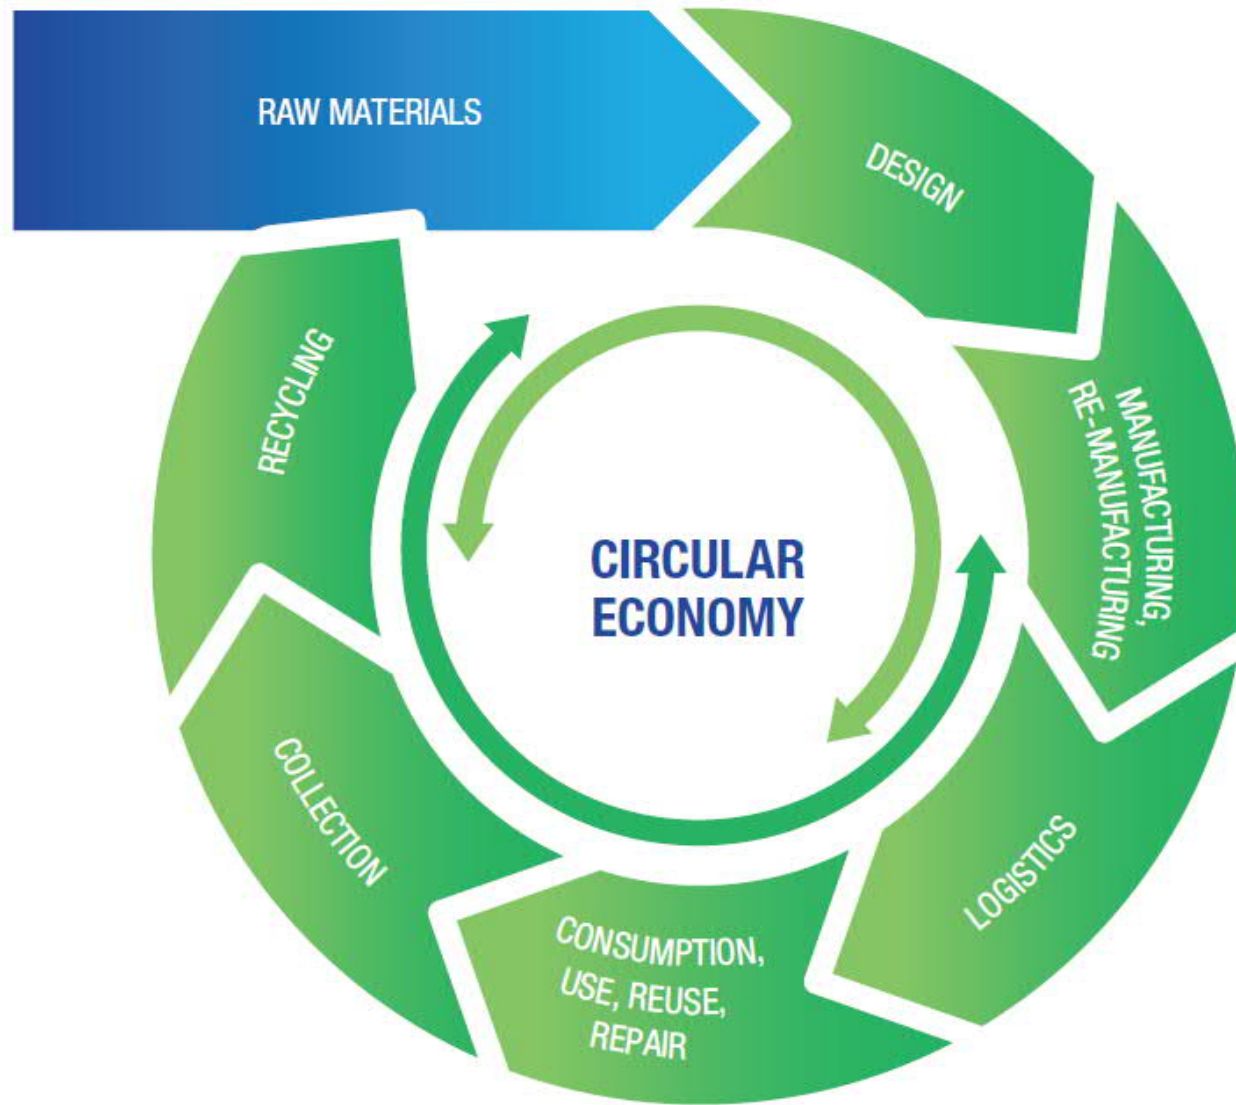 RAW MATERIALS
DESIGN
MANUFACTURING,
RE-MANUFACTURING
LOGISTICS
CONSUMPTION,
USE, REUSE,
REPAIR
COLLECTION
RECYCLING
CIRCULAR
ECONOMY